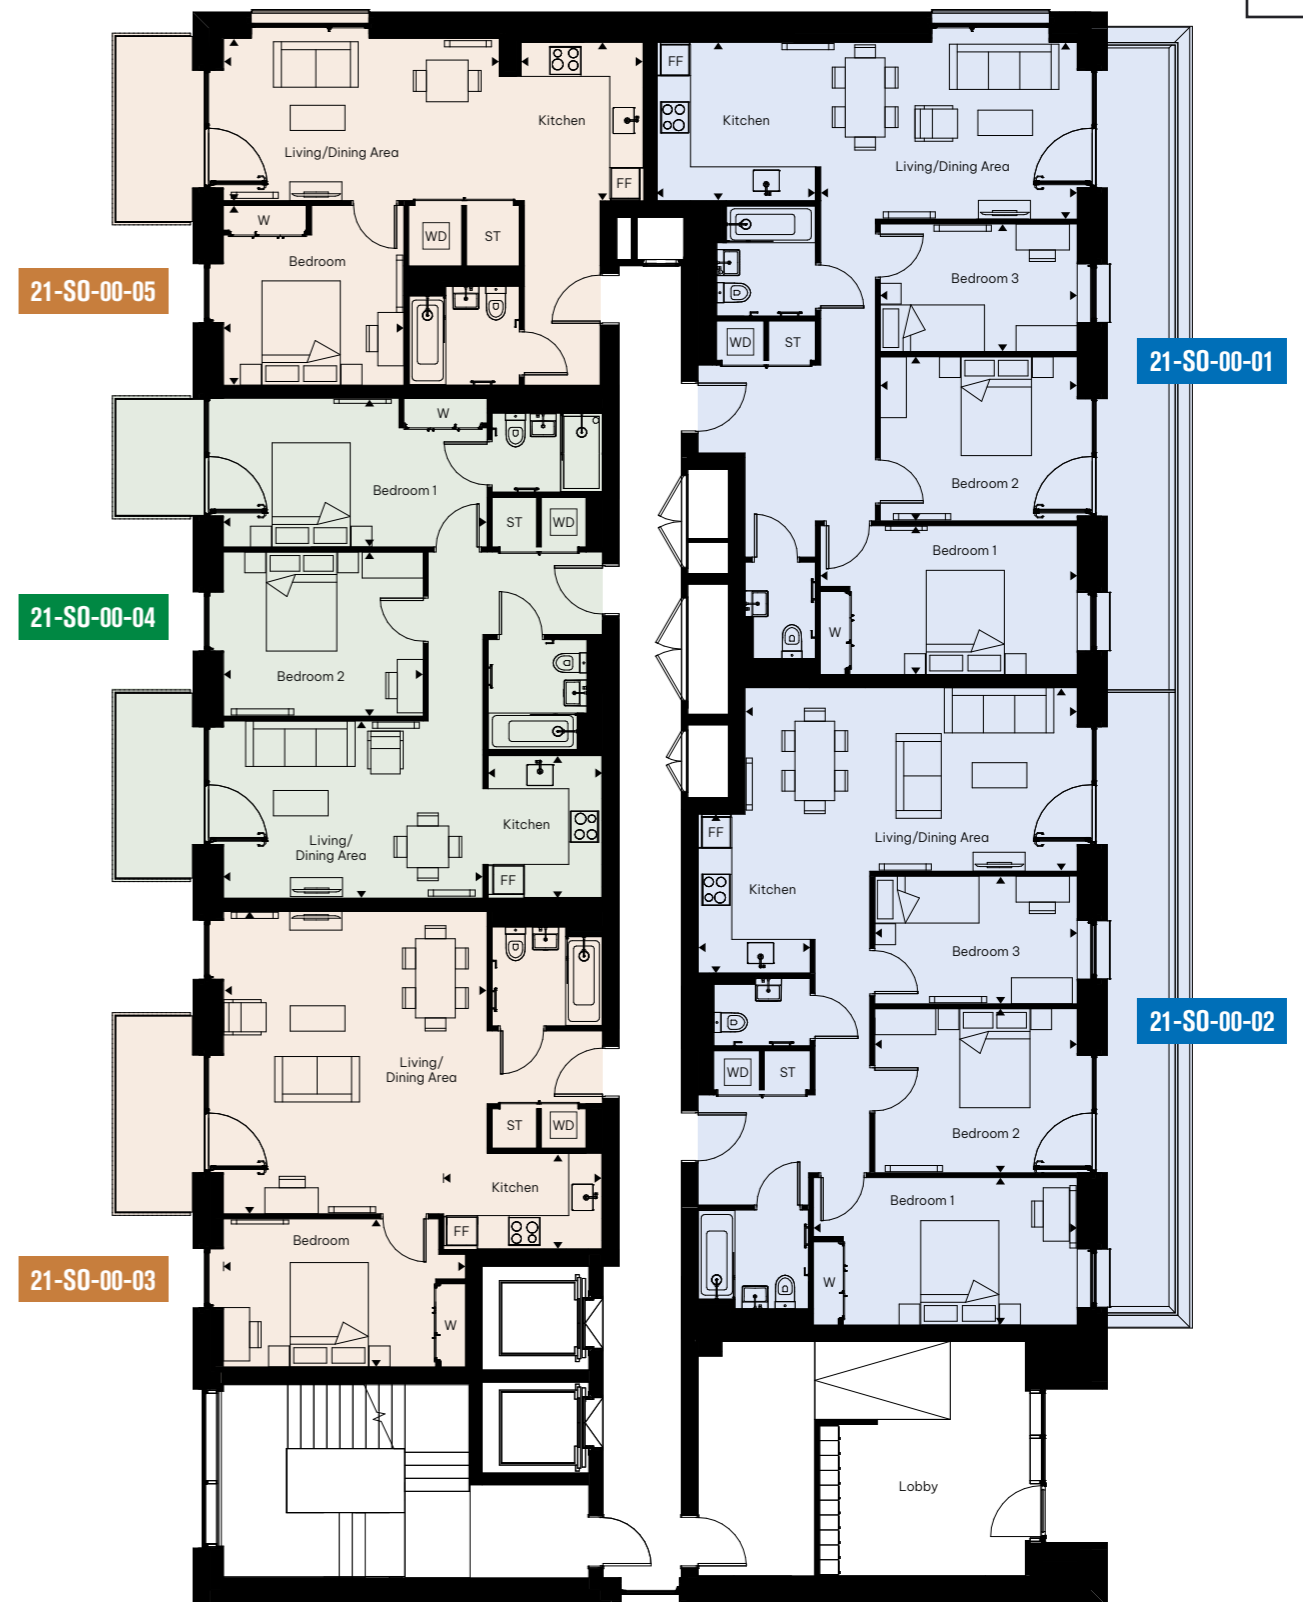 FF
Kitchen
Living/Dining Area
FF
Kitchen
Living/Dining Area
W
WD
ST
Bedroom
21-SO-00-05
Bedroom 3
WD
ST
21-SO-00-01
W
Bedroom 1
Bedroom 2
ST
WD
Bedroom 1
21-SO-00-04
W
Bedroom 2
Living/
Dining Area
Kitchen
FF
FF
Living/Dining Area
Kitchen
Bedroom 3
21-SO-00-02
Living/
Dining Area
WD
ST
ST
WD
Bedroom 2
Kitchen
Bedroom 1
FF
Bedroom
21-SO-00-03
W
W
Lobby